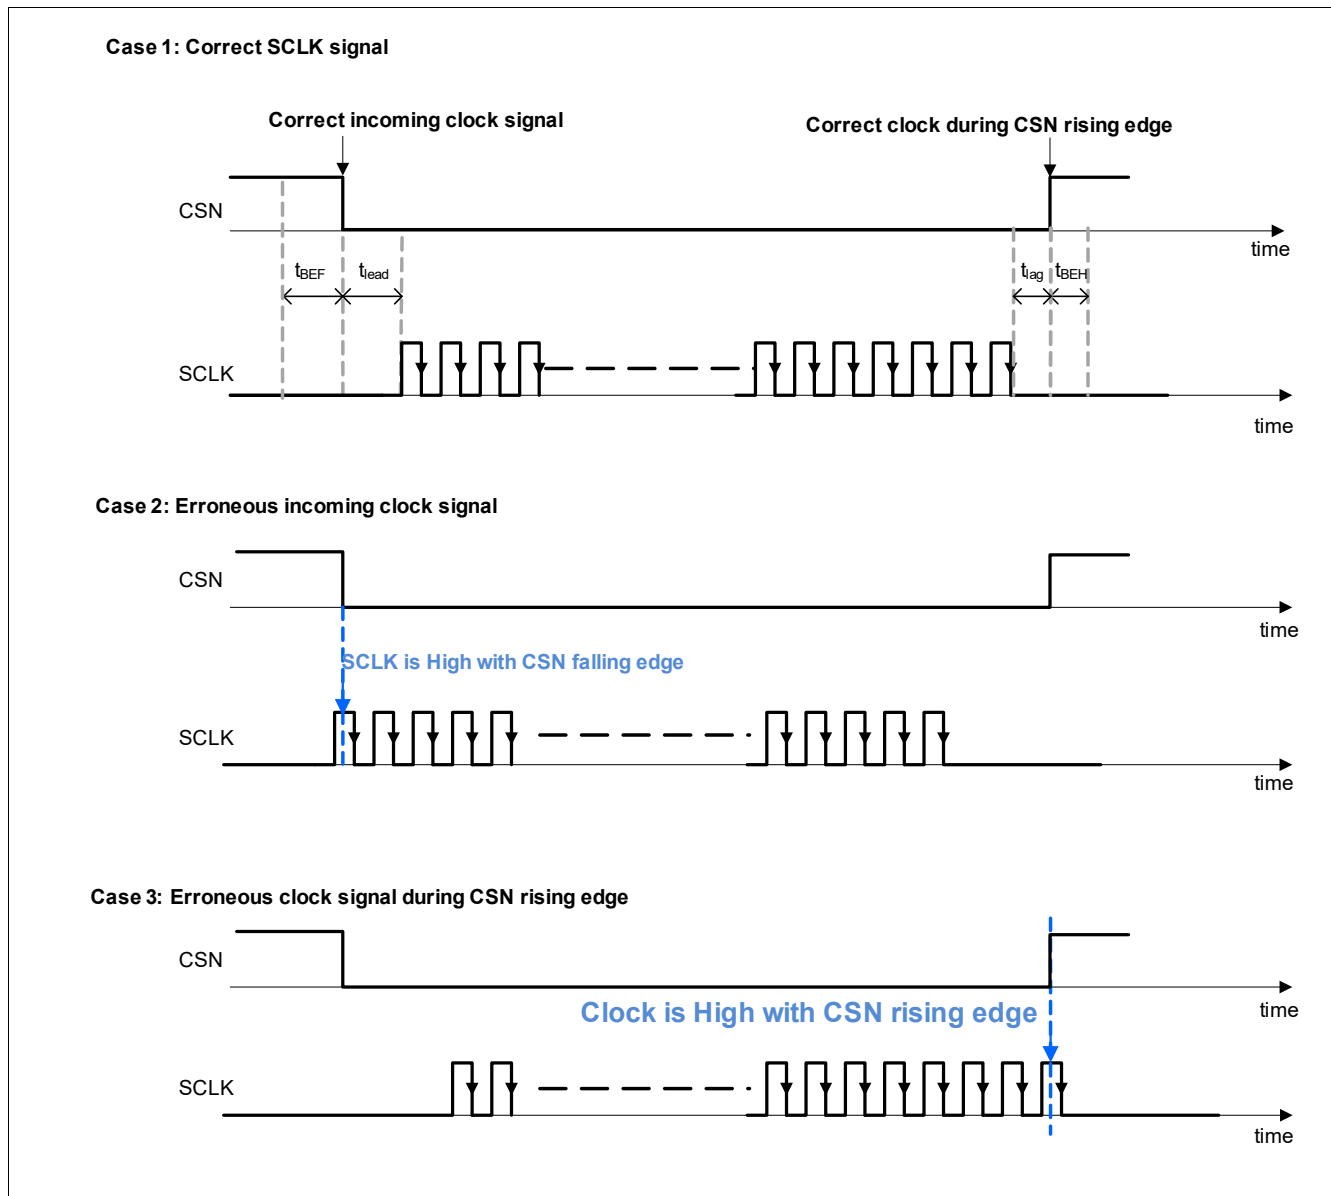 Case 1: Correct SCLK signal
Correct incoming clock signal
Correct clock during CSN rising edge
CSN
time
tBEF
tlead
tlag
tBEH
SCLK
time
Case 2: Erroneous incoming clock signal
CSN
time
SCLK is High with CSN falling edge
SCLK
time
Case 3: Erroneous clock signal during CSN rising edge
CSN
time
Clock is High with CSN rising edge
SCLK
time